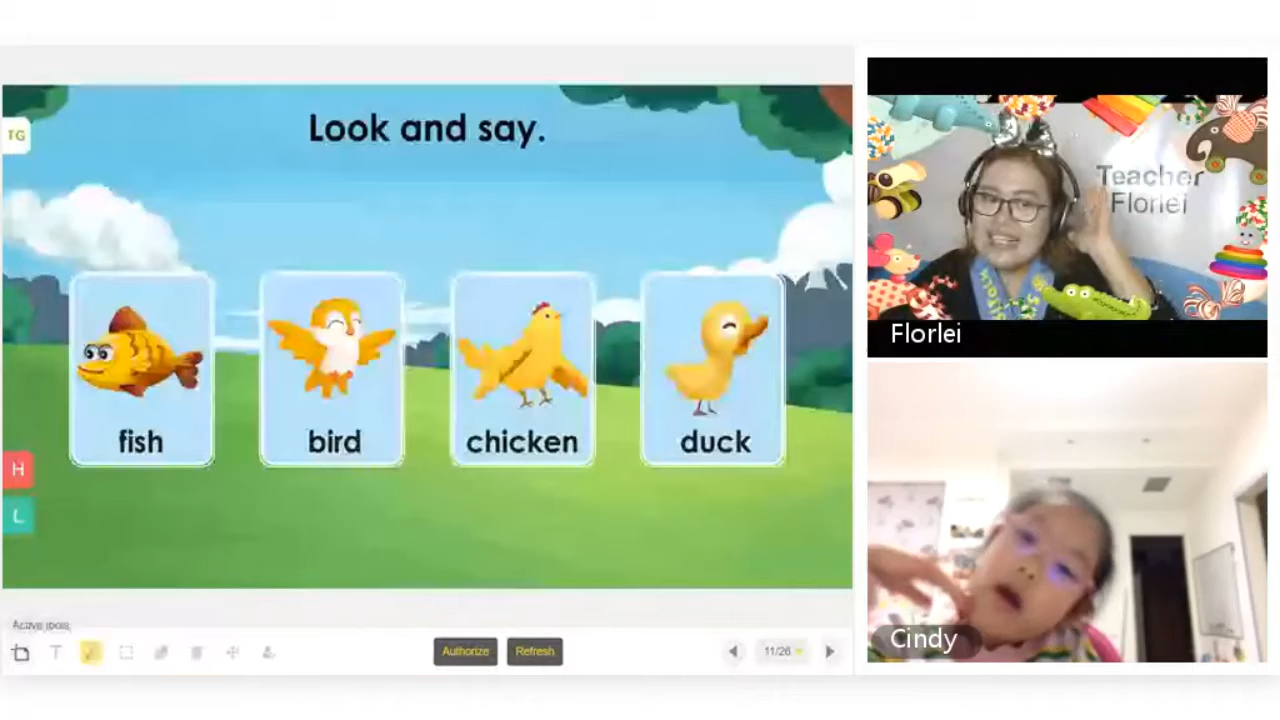 Look and say.
TG
fish
bird
chicken
duck
H
L
Active tools
T
Authorize
Refresh
11/26
Teacher
Florlei
Florlei
Cindy